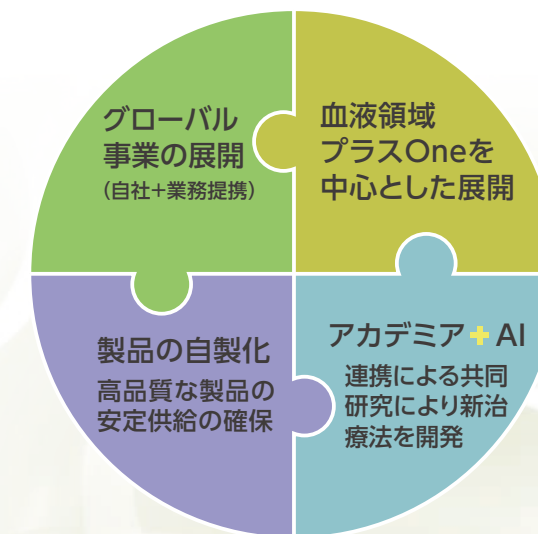 グローバル
事業の展開
(自社+業務提携)
血液領域
プラスOneを
中心とした展開
製品の自製化
高品質な製品の
安定供給の確保
アカデミア+AI
連携による共同
研究により新治
療法を開発